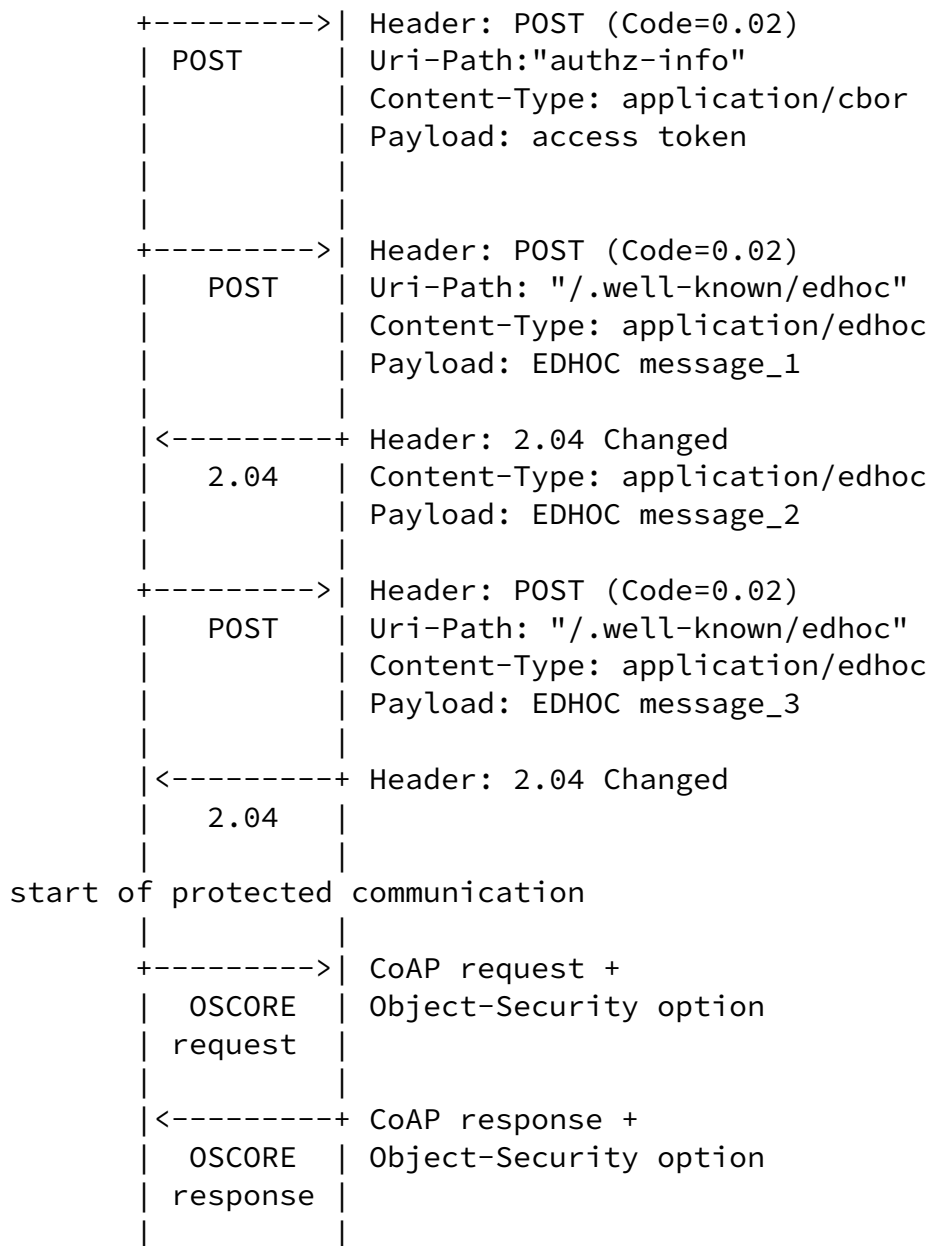 +--------->| Header: POST (Code=0.02)
| POST     | Uri-Path:"authz-info"
|          | Content-Type: application/cbor
|          | Payload: access token
|          |
|          |
+--------->| Header: POST (Code=0.02)
|   POST   | Uri-Path: "/.well-known/edhoc"
|          | Content-Type: application/edhoc
|          | Payload: EDHOC message_1
|          |
|<---------+ Header: 2.04 Changed
|   2.04   | Content-Type: application/edhoc
|          | Payload: EDHOC message_2
|          |
+--------->| Header: POST (Code=0.02)
|   POST   | Uri-Path: "/.well-known/edhoc"
|          | Content-Type: application/edhoc
|          | Payload: EDHOC message_3
|          |
|<---------+ Header: 2.04 Changed
|   2.04   |
|          |
start of protected communication
|          |
+--------->| CoAP request +
|  OSCORE  | Object-Security option
| request  |
|          |
|<---------+ CoAP response +
|  OSCORE  | Object-Security option
| response |
|          |